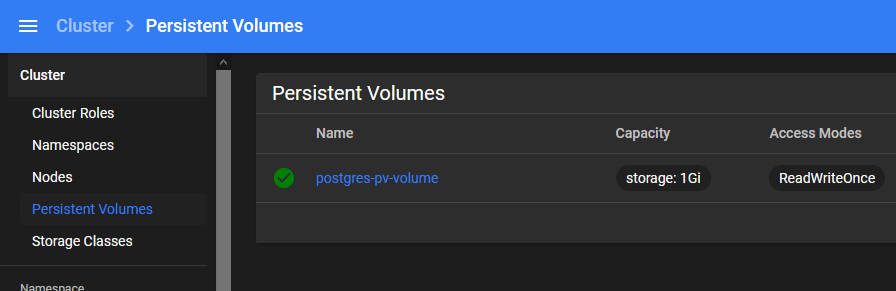 Cluster > Persistent Volumes
Cluster
Cluster Roles
Namespaces
Nodes
Persistent Volumes
Storage Classes
Namespace
Persistent Volumes
Name Capacity Access Modes
postgres-pv-volume storage: 1Gi ReadWriteOnce